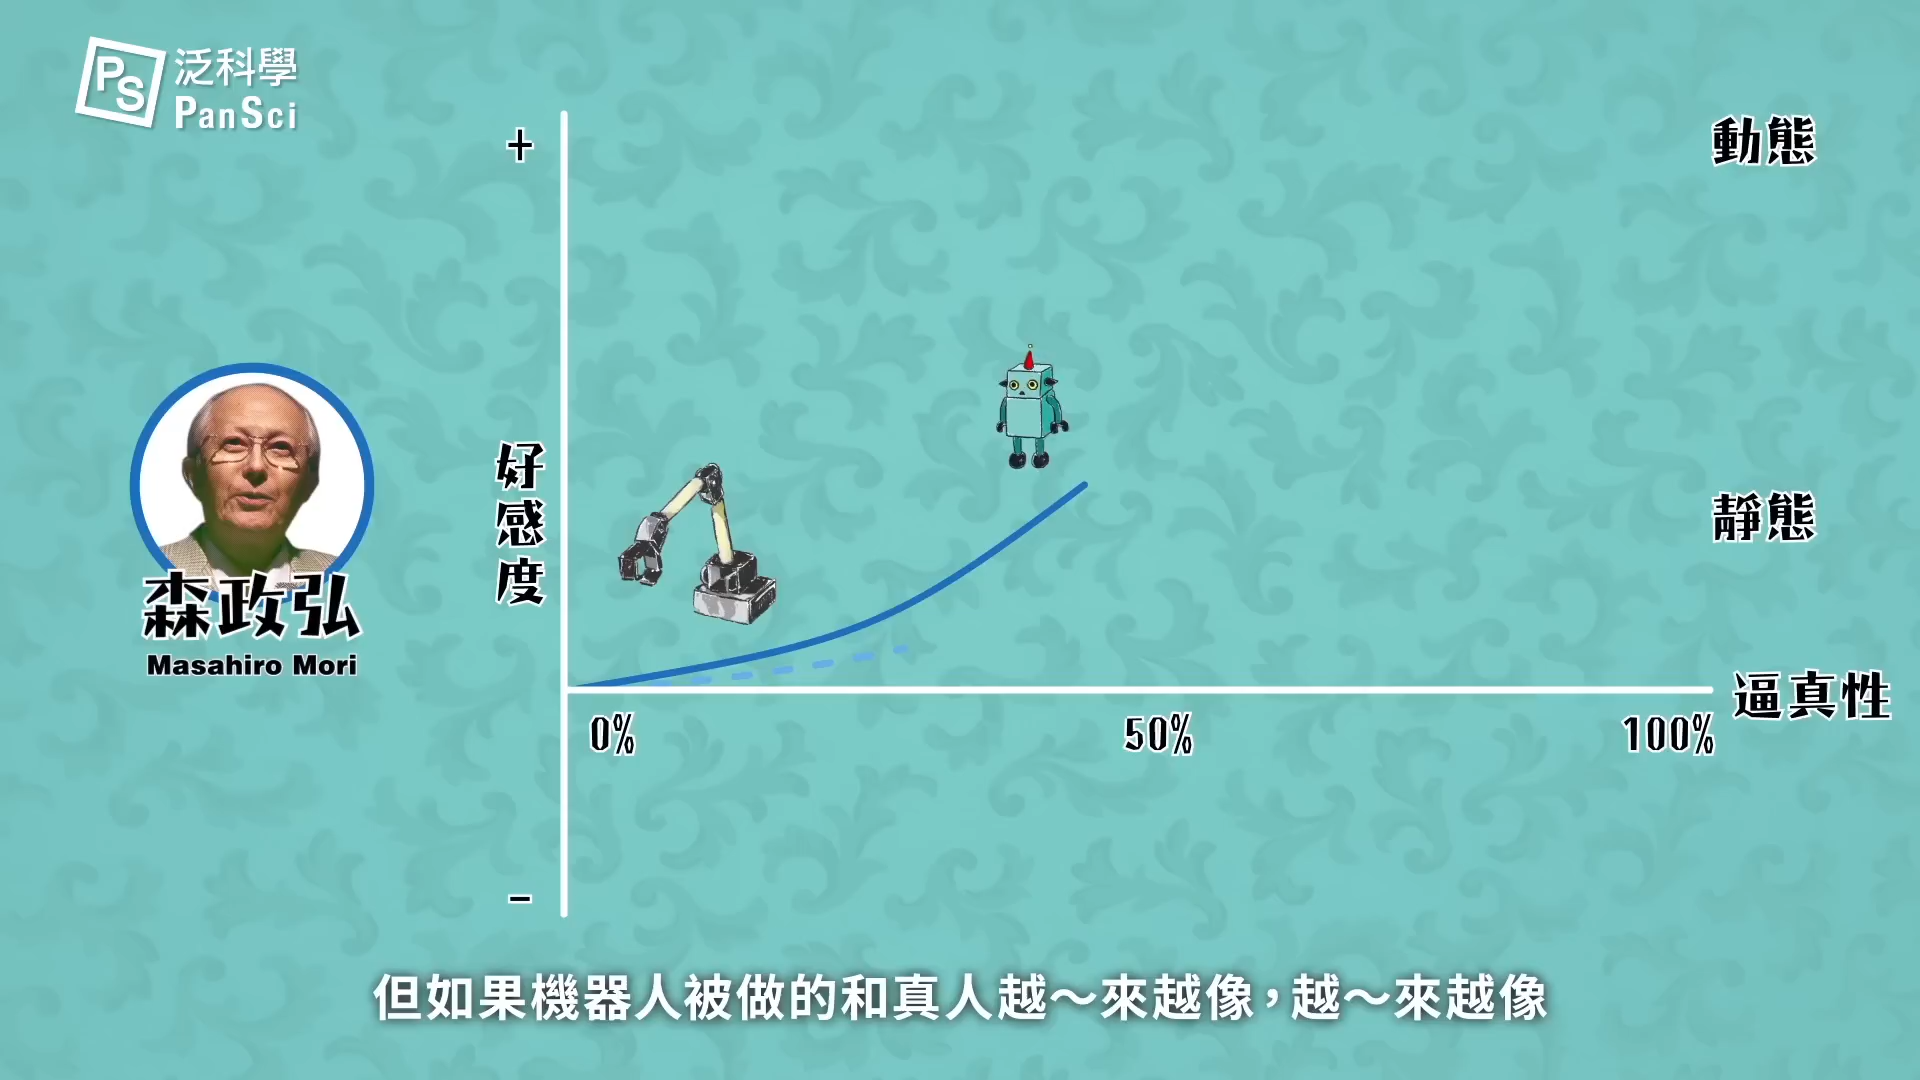 PS
泛科學
PanSci
+
動態
好感度
靜態
森政弘
Masahiro Mori
逼真性
0%
50%
100%
-
但如果機器人被做的和真人越～來越像，越～來越像